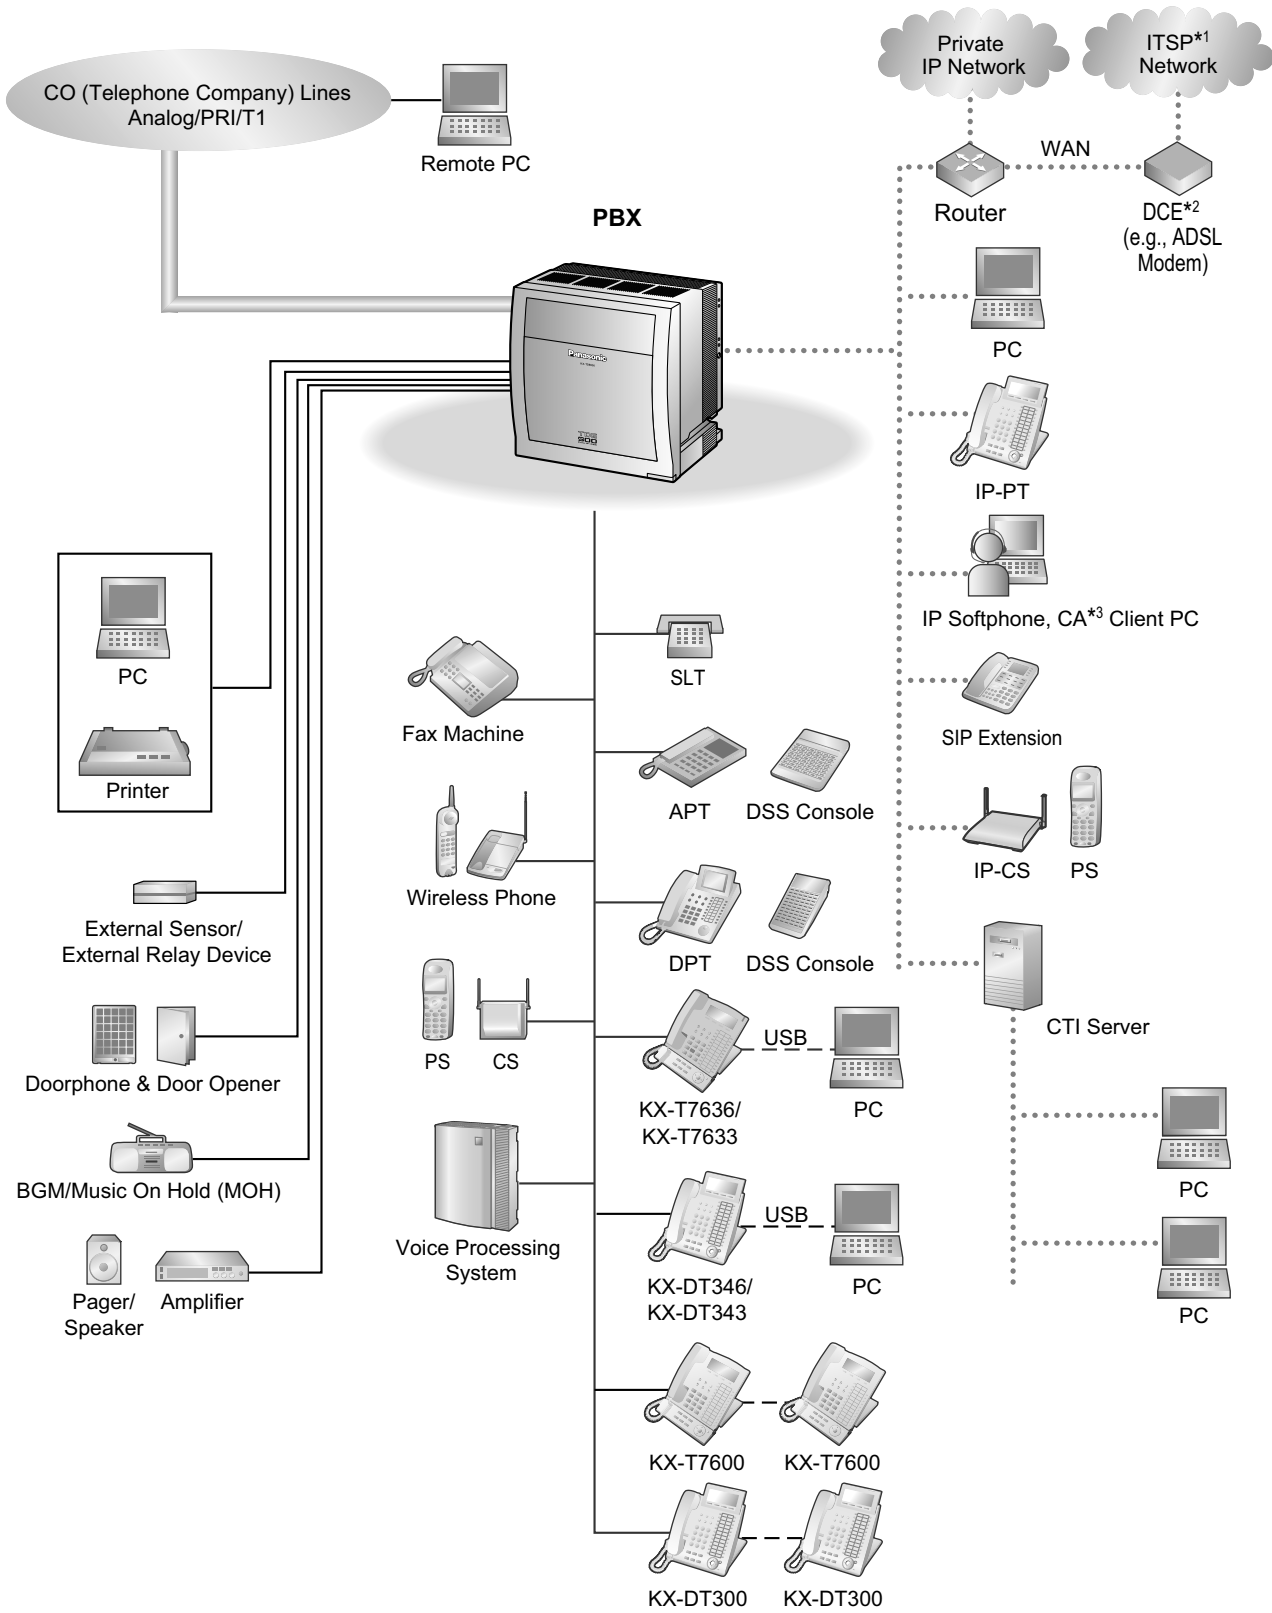 CO (Telephone Company) Lines
Analog/PRI/T1
Remote PC
Private
IP Network
ITSP*1
Network
WAN
Router
DCE*2
(e.g., ADSL
Modem)
PBX
Panasonic
TDE
600
PC
IP-PT
IP Softphone, CA*3 Client PC
SIP Extension
IP-CS
PS
CTI Server
PC
PC
PC
Printer
External Sensor/
External Relay Device
Doorphone & Door Opener
BGM/Music On Hold (MOH)
Pager/
Speaker
Amplifier
Fax Machine
Wireless Phone
PS
CS
Voice Processing
System
SLT
APT
DSS Console
DPT
DSS Console
USB
KX-T7636/
KX-T7633
PC
USB
KX-DT346/
KX-DT343
PC
KX-T7600
KX-T7600
KX-DT300
KX-DT300